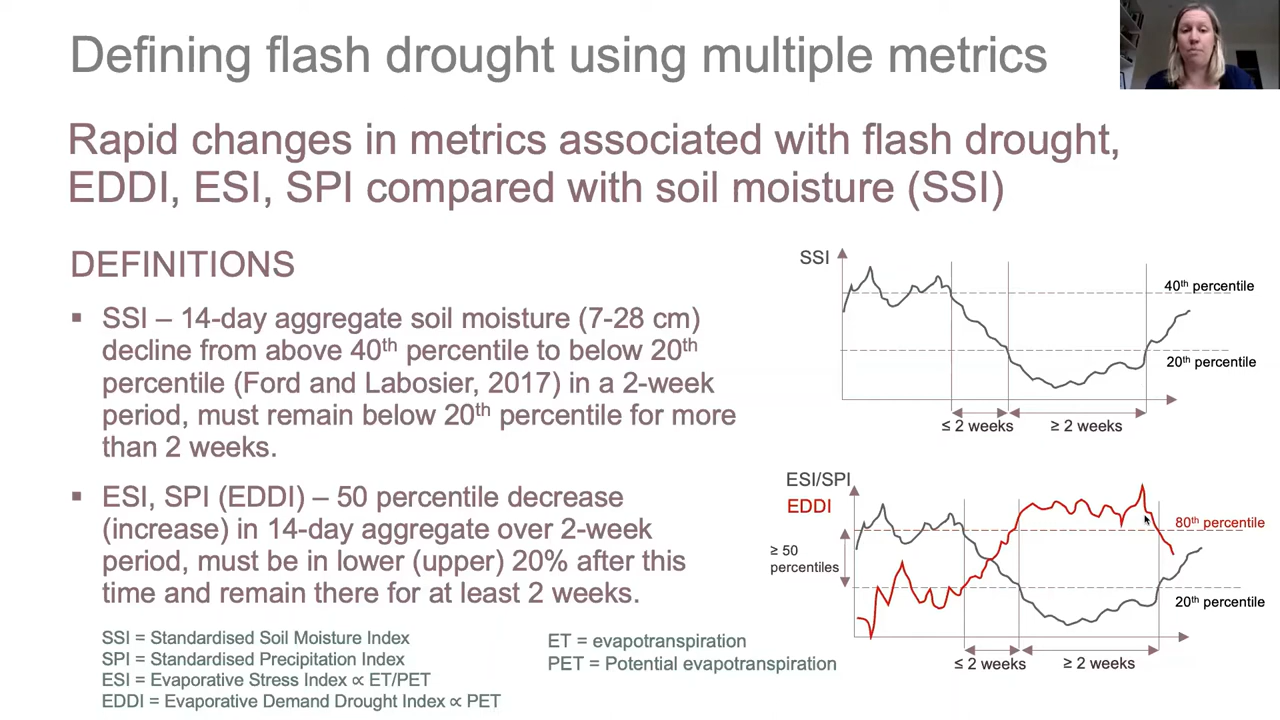 Defining flash drought using multiple metrics
Rapid changes in metrics associated with flash drought,
EDDI, ESI, SPI compared with soil moisture (SSI)
DEFINITIONS
▪ SSI – 14-day aggregate soil moisture (7-28 cm)
decline from above 40th percentile to below 20th
percentile (Ford and Labosier, 2017) in a 2-week
period, must remain below 20th percentile for more
than 2 weeks.
▪ ESI, SPI (EDDI) – 50 percentile decrease
(increase) in 14-day aggregate over 2-week
period, must be in lower (upper) 20% after this
time and remain there for at least 2 weeks.
SSI = Standardised Soil Moisture Index
SPI = Standardised Precipitation Index
ESI = Evaporative Stress Index ∝ ET/PET
EDDI = Evaporative Demand Drought Index ∝ PET
ET = evapotranspiration
PET = Potential evapotranspiration
SSI
40th percentile
20th percentile
≤ 2 weeks
≥ 2 weeks
ESI/SPI
EDDI
≥ 50
percentiles
80th percentile
20th percentile
≤ 2 weeks
≥ 2 weeks